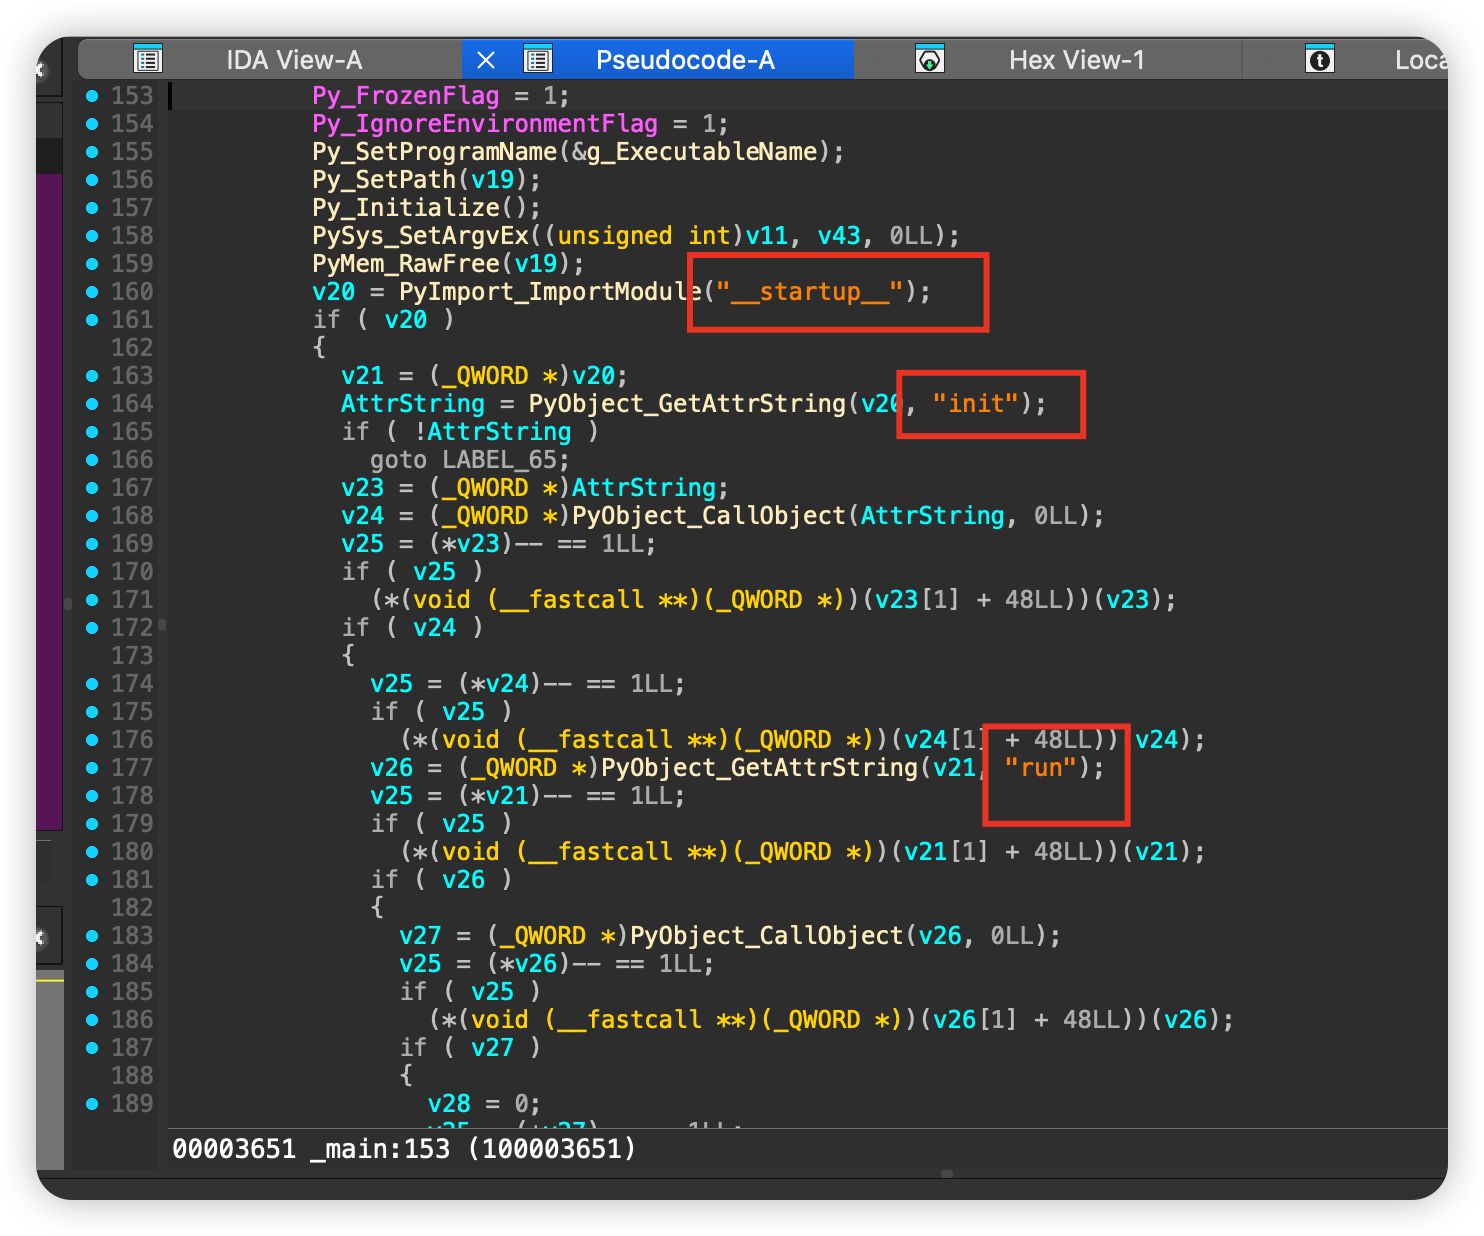 IDA View-A Pseudocode-A Hex View-1 Loca
153 Py_FrozenFlag = 1;
154 Py_IgnoreEnvironmentFlag = 1;
155 Py_SetProgramName(&g_ExecutableName);
156 Py_SetPath(v19);
157 Py_Initialize();
158 PySys_SetArgvEx((unsigned int)v11, v43, 0LL);
159 PyMem_RawFree(v19);
160 v20 = PyImport_ImportModule("__startup__");
161 if ( v20 )
162 {
163 v21 = (_QWORD *)v20;
164 AttrString = PyObject_GetAttrString(v20, "init");
165 if ( !AttrString )
166 goto LABEL_65;
167 v23 = (_QWORD *)AttrString;
168 v24 = (_QWORD *)PyObject_CallObject(AttrString, 0LL);
169 v25 = (*v23)-- == 1LL;
170 if ( v25 )
171 (*(void (__fastcall **)(_QWORD *))(v23[1] + 48LL))(v23);
172 if ( v24 )
173 {
174 v25 = (*v24)-- == 1LL;
175 if ( v25 )
176 (*(void (__fastcall **)(_QWORD *))(v24[1] + 48LL))(v24);
177 v26 = (_QWORD *)PyObject_GetAttrString(v21, "run");
178 v25 = (*v21)-- == 1LL;
179 if ( v25 )
180 (*(void (__fastcall **)(_QWORD *))(v21[1] + 48LL))(v21);
181 if ( v26 )
182 {
183 v27 = (_QWORD *)PyObject_CallObject(v26, 0LL);
184 v25 = (*v26)-- == 1LL;
185 if ( v25 )
186 (*(void (__fastcall **)(_QWORD *))(v26[1] + 48LL))(v26);
187 if ( v27 )
188 {
189 v28 = 0;
00003651 _main:153 (100003651)